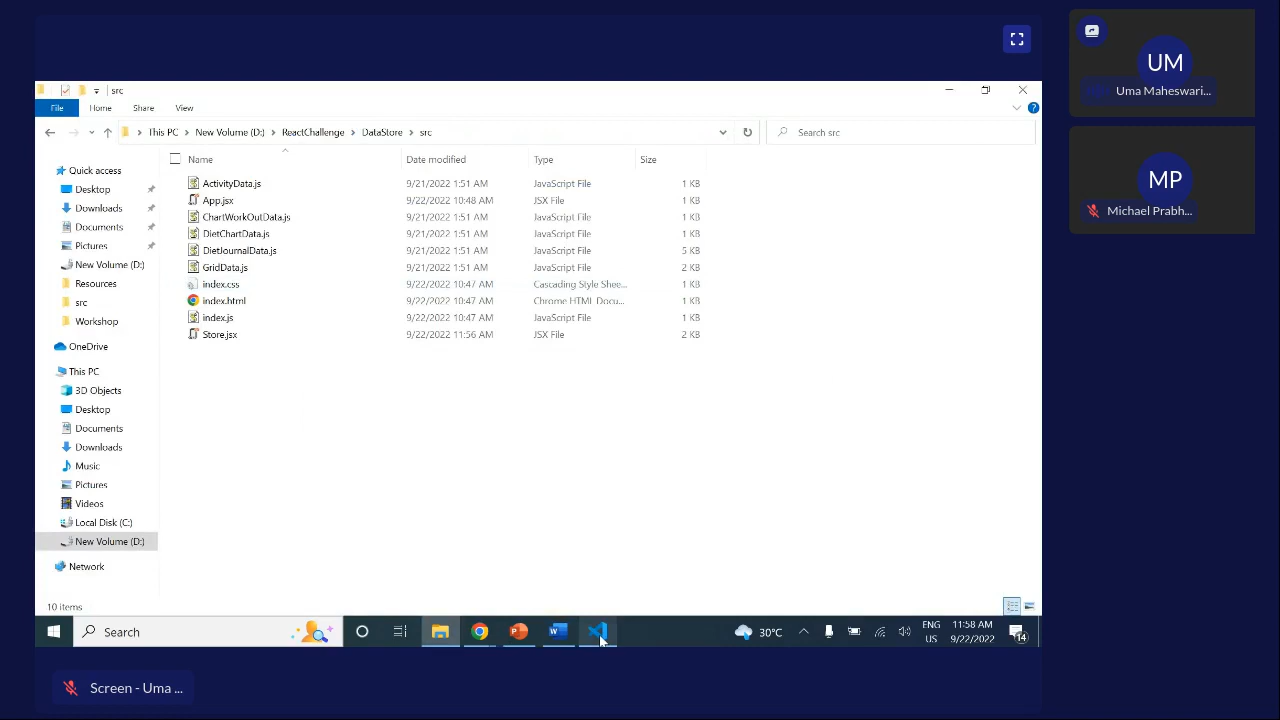 src
File Home Share View
This PC New Volume (D:) ReactChallenge DataStore src
Search src
Name Date modified Type Size
ActivityData.js 9/21/2022 1:51 AM JavaScript File 1 KB
App.jsx 9/22/2022 10:48 AM JSX File 1 KB
ChartWorkOutData.js 9/21/2022 1:51 AM JavaScript File 1 KB
DietChartData.js 9/21/2022 1:51 AM JavaScript File 1 KB
DietJournalData.js 9/21/2022 1:51 AM JavaScript File 5 KB
GridData.js 9/21/2022 1:51 AM JavaScript File 2 KB
index.css 9/22/2022 10:47 AM Cascading Style Shee... 1 KB
index.html 9/22/2022 10:47 AM Chrome HTML Docu... 1 KB
index.js 9/22/2022 10:47 AM JavaScript File 1 KB
Store.jsx 9/22/2022 11:56 AM JSX File 2 KB
Quick access
Desktop
Downloads
Documents
Pictures
New Volume (D:)
Resources
src
Workshop
OneDrive
This PC
3D Objects
Desktop
Documents
Downloads
Music
Pictures
Videos
Local Disk (C:)
New Volume (D:)
Network
10 items
Search
30°C
ENG
US
11:58 AM
9/22/2022
14
Screen - Uma ...
UM
Uma Maheswari...
MP
Michael Prabh...